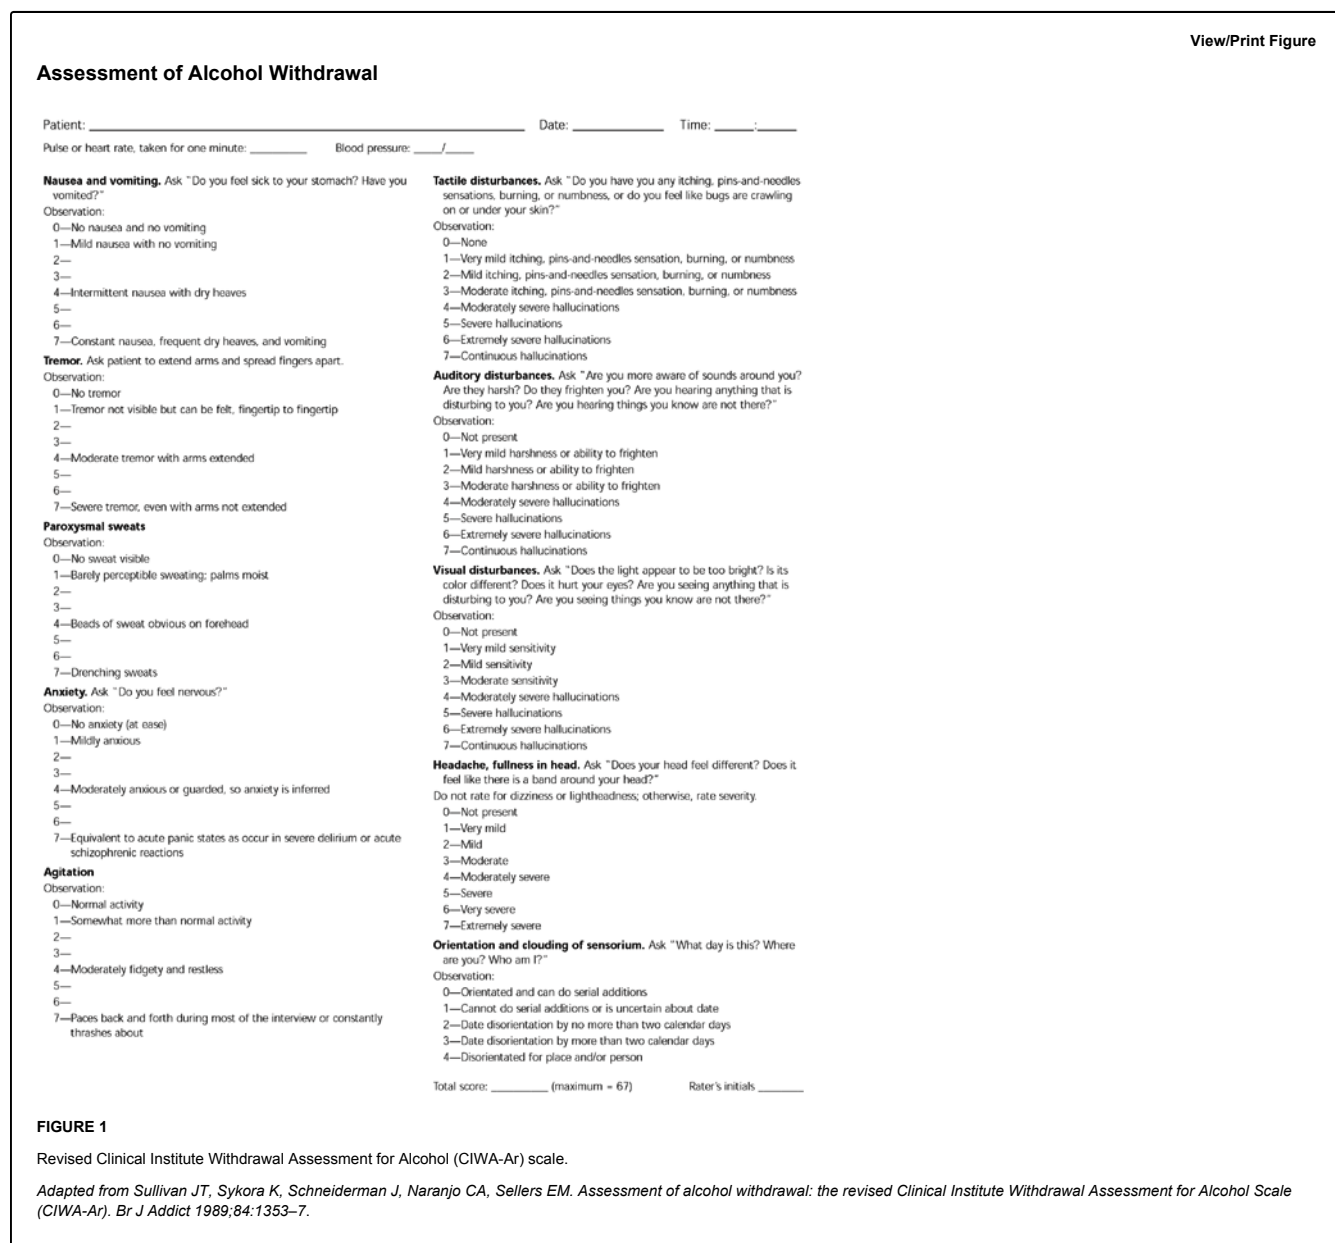 View/Print Figure
Assessment of Alcohol Withdrawal
Patient: ____ Date: ____ Time: ____:____
Pulse or heart rate, taken for one minute: ____ Blood pressure: ____/____
Nausea and vomiting. Ask "Do you feel sick to your stomach? Have you
vomited?"
Observation:
0—No nausea and no vomiting
1—Mild nausea with no vomiting
2—
3—
4—Intermittent nausea with dry heaves
5—
6—
7—Constant nausea, frequent dry heaves, and vomiting
Tremor. Ask patient to extend arms and spread fingers apart.
Observation:
0—No tremor
1—Tremor not visible but can be felt, fingertip to fingertip
2—
3—
4—Moderate tremor with arms extended
5—
6—
7—Severe tremor, even with arms not extended
Paroxysmal sweats
Observation:
0—No sweat visible
1—Barely perceptible sweating; palms moist
2—
3—
4—Beads of sweat obvious on forehead
5—
6—
7—Drenching sweats
Anxiety. Ask "Do you feel nervous?"
Observation:
0—No anxiety (at ease)
1—Mildly anxious
2—
3—
4—Moderately anxious or guarded, so anxiety is inferred
5—
6—
7—Equivalent to acute panic states as occur in severe delirium or acute
schizophrenic reactions
Agitation
Observation:
0—Normal activity
1—Somewhat more than normal activity
2—
3—
4—Moderately fidgety and restless
5—
6—
7—Paces back and forth during most of the interview or constantly
thrashes about
Tactile disturbances. Ask "Do you have you any itching, pins-and-needles
sensations, burning, or numbness, or do you feel like bugs are crawling
on or under your skin?"
Observation:
0—None
1—Very mild itching, pins-and-needles sensation, burning, or numbness
2—Mild itching, pins-and-needles sensation, burning, or numbness
3—Moderate itching, pins-and-needles sensation, burning, or numbness
4—Moderately severe hallucinations
5—Severe hallucinations
6—Extremely severe hallucinations
7—Continuous hallucinations
Auditory disturbances. Ask "Are you more aware of sounds around you?
Are they harsh? Do they frighten you? Are you hearing anything that is
disturbing to you? Are you hearing things you know are not there?"
Observation:
0—Not present
1—Very mild harshness or ability to frighten
2—Mild harshness or ability to frighten
3—Moderate harshness or ability to frighten
4—Moderately severe hallucinations
5—Severe hallucinations
6—Extremely severe hallucinations
7—Continuous hallucinations
Visual disturbances. Ask "Does the light appear to be too bright? Is its
color different? Does it hurt your eyes? Are you seeing anything that is
disturbing to you? Are you seeing things you know are not there?"
Observation:
0—Not present
1—Very mild sensitivity
2—Mild sensitivity
3—Moderate sensitivity
4—Moderately severe hallucinations
5—Severe hallucinations
6—Extremely severe hallucinations
7—Continuous hallucinations
Headache, fullness in head. Ask "Does your head feel different? Does it
feel like there is a band around your head?"
Do not rate for dizziness or lightheadness; otherwise, rate severity.
0—Not present
1—Very mild
2—Mild
3—Moderate
4—Moderately severe
5—Severe
6—Very severe
7—Extremely severe
Orientation and clouding of sensorium. Ask "What day is this? Where
are you? Who am I?"
Observation:
0—Orientated and can do serial additions
1—Cannot do serial additions or is uncertain about date
2—Date disorientation by no more than two calendar days
3—Date disorientation by more than two calendar days
4—Disorientated for place and/or person
Total score: ____ (maximum = 67) Rater's initials ____
FIGURE 1
Revised Clinical Institute Withdrawal Assessment for Alcohol (CIWA-Ar) scale.
Adapted from Sullivan JT, Sykora K, Schneiderman J, Naranjo CA, Sellers EM. Assessment of alcohol withdrawal: the revised Clinical Institute Withdrawal Assessment for Alcohol Scale
(CIWA-Ar). Br J Addict 1989;84:1353–7.